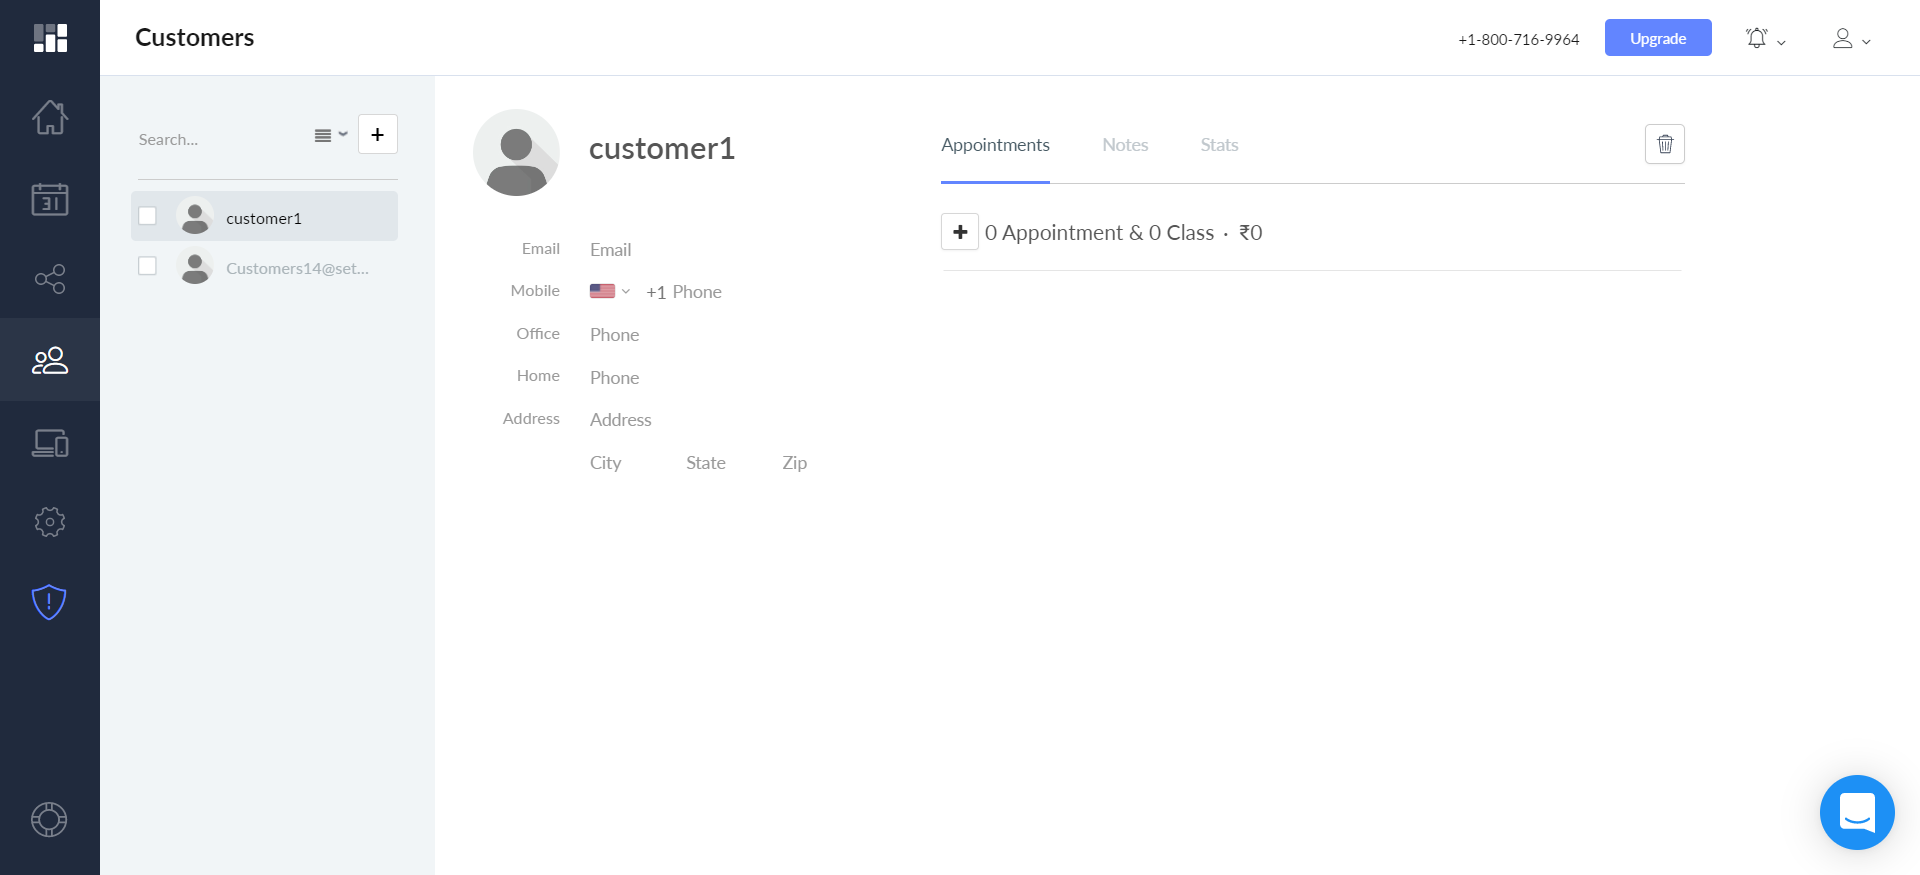 Customers
+1-800-716-9964
Upgrade
Search...
+
customer1
Customers14@set...
31
customer1
Email Email
Mobile +1 Phone
Office Phone
Home Phone
Address Address
City State Zip
Appointments Notes Stats
0 Appointment & 0 Class · ₹0